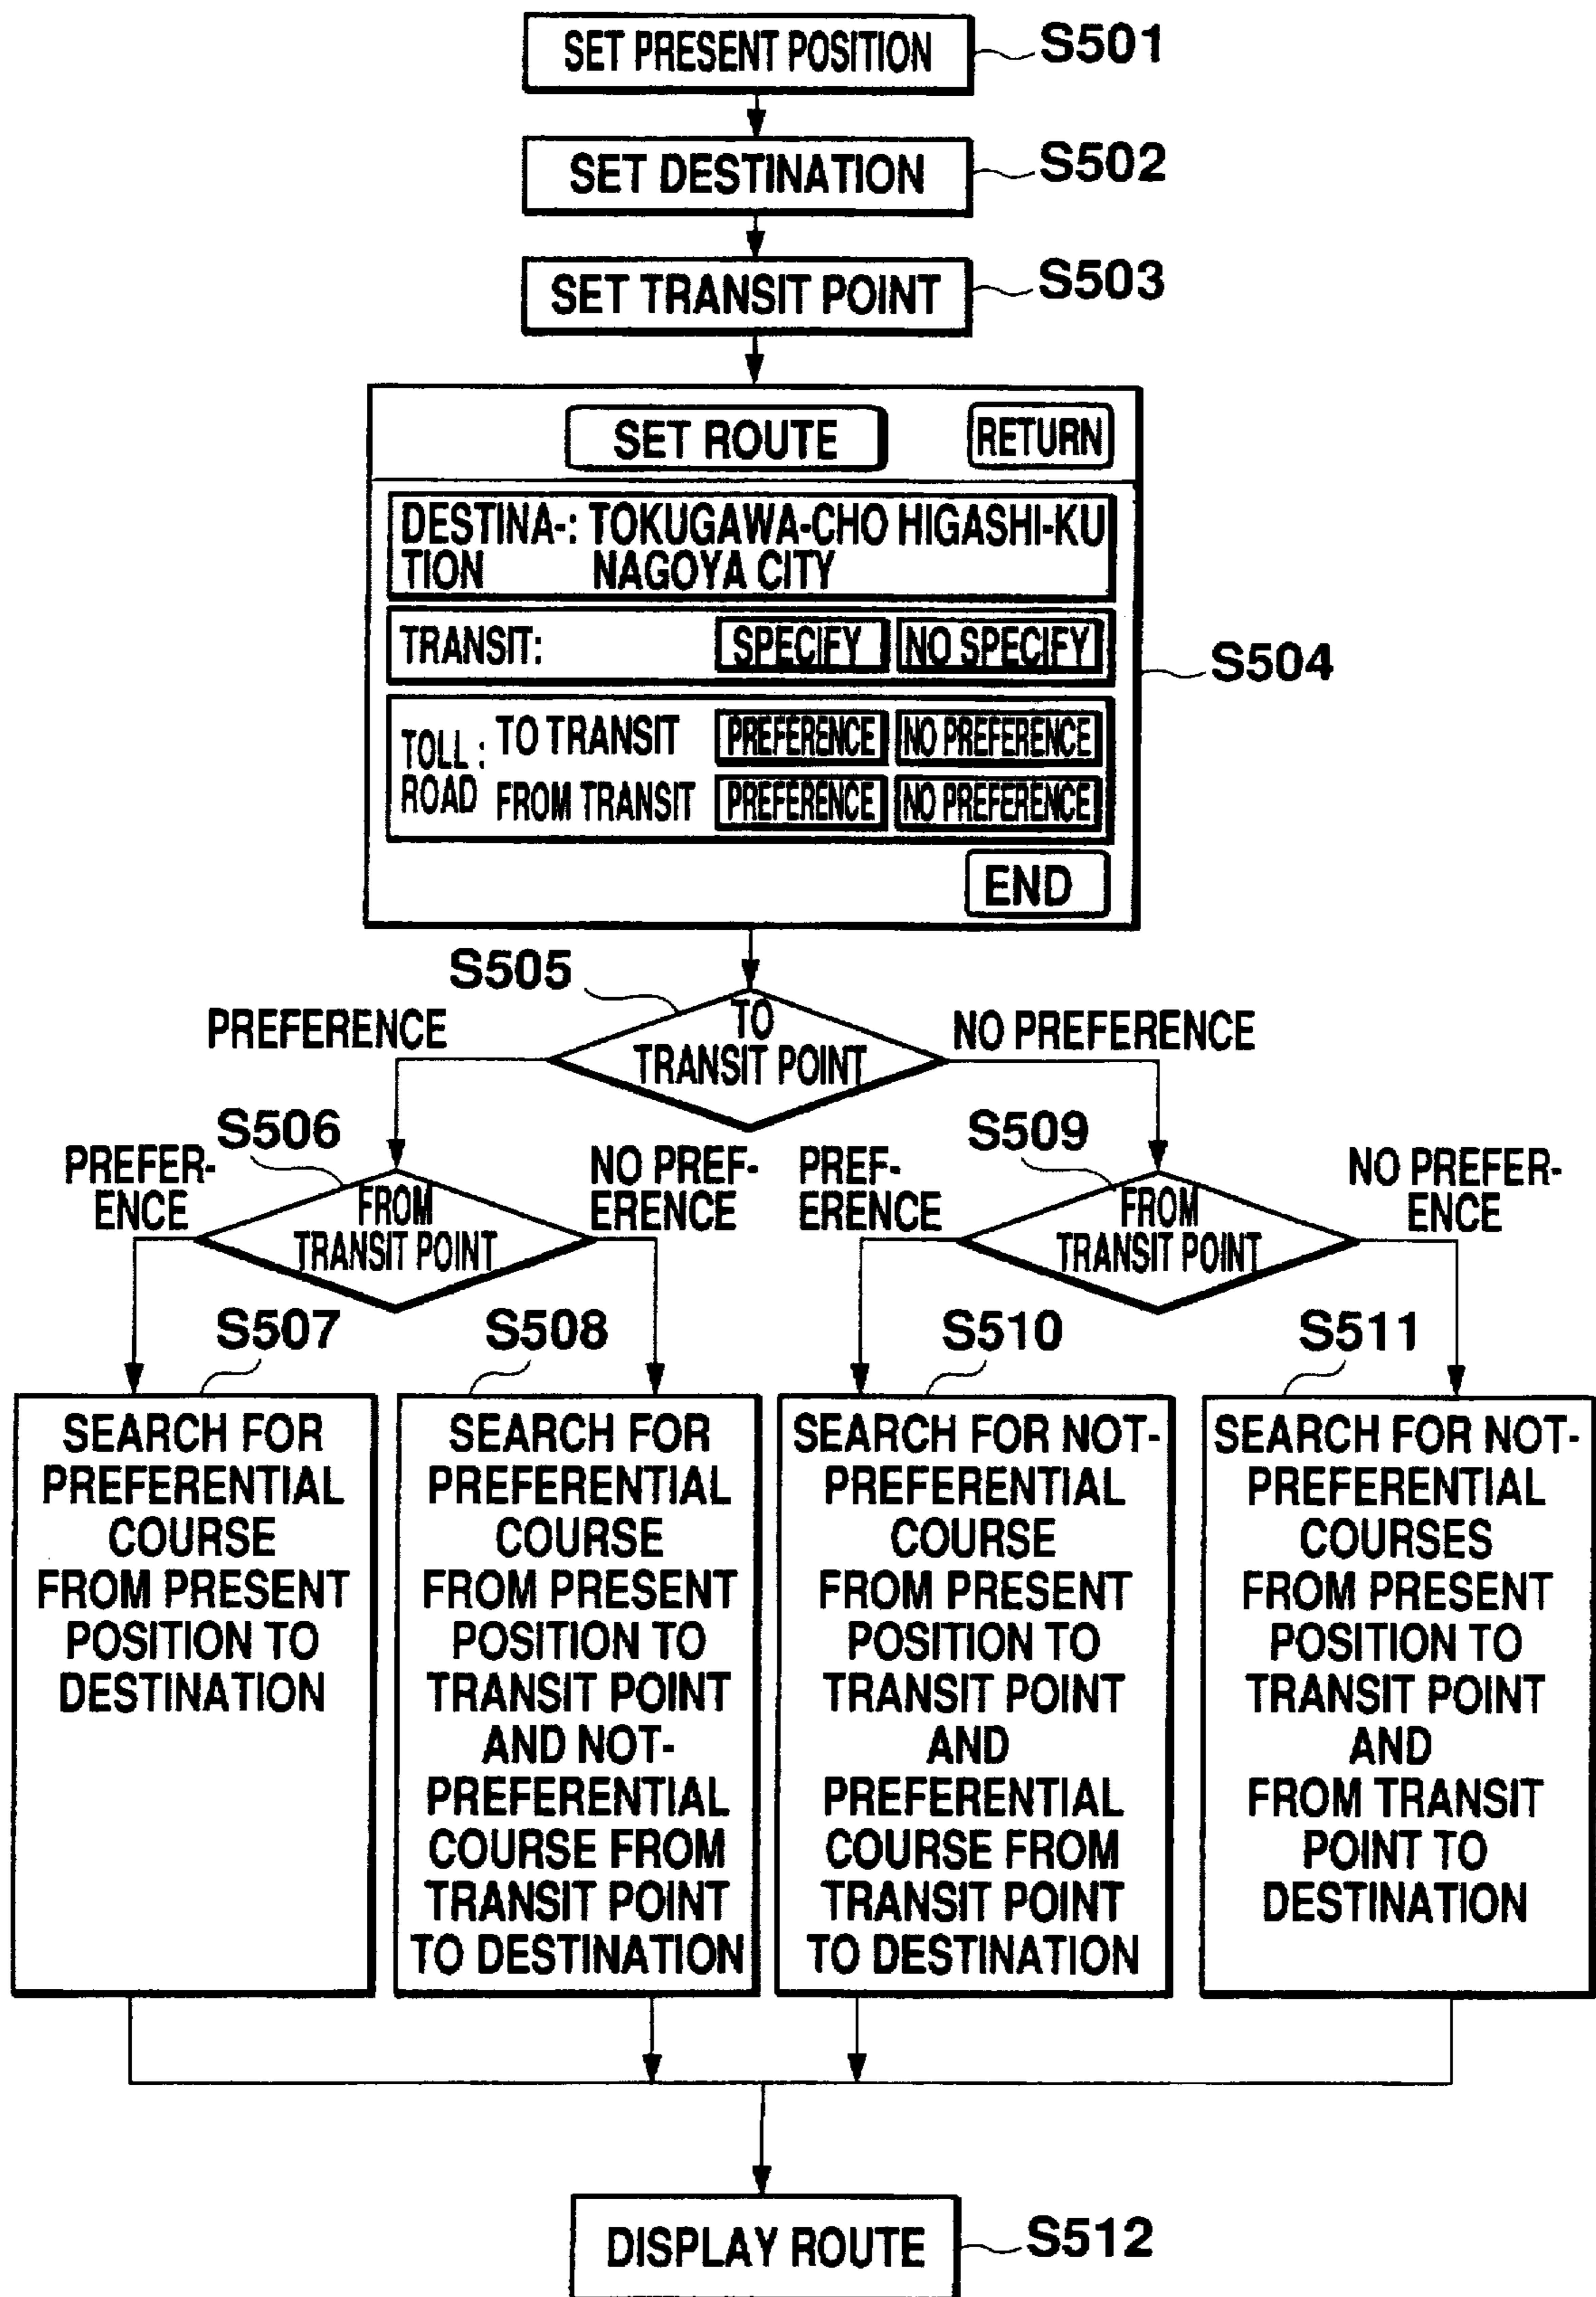 SET PRESENT POSITION
S501
SET DESTINATION
S502
SET TRANSIT POINT
S503
SET ROUTE
RETURN
DESTINA-: TOKUGAWA-CHO HIGASHI-KU
TION NAGOYA CITY
TRANSIT: SPECIFY NO SPECIFY
S504
TOLL : TO TRANSIT PREFERENCE NO PREFERENCE
ROAD FROM TRANSIT PREFERENCE NO PREFERENCE
END
S505
PREFERENCE
TO
TRANSIT POINT
NO PREFERENCE
S506
PREFER-
ENCE
FROM
TRANSIT POINT
NO PREF-
ERENCE
S509
PREF-
ERENCE
FROM
TRANSIT POINT
NO PREFER-
ENCE
S507
SEARCH FOR
PREFERENTIAL
COURSE
FROM PRESENT
POSITION TO
DESTINATION
S508
SEARCH FOR
PREFERENTIAL
COURSE
FROM PRESENT
POSITION TO
TRANSIT POINT
AND NOT-
PREFERENTIAL
COURSE FROM
TRANSIT POINT
TO DESTINATION
S510
SEARCH FOR NOT-
PREFERENTIAL
COURSE
FROM PRESENT
POSITION TO
TRANSIT POINT
AND
PREFERENTIAL
COURSE FROM
TRANSIT POINT
TO DESTINATION
S511
SEARCH FOR NOT-
PREFERENTIAL
COURSES
FROM PRESENT
POSITION TO
TRANSIT POINT
AND
FROM TRANSIT
POINT TO
DESTINATION
DISPLAY ROUTE
S512